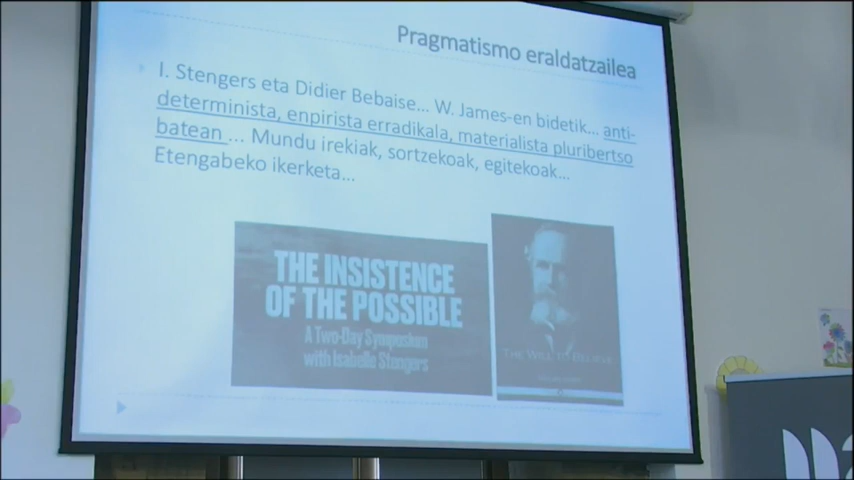 Pragmatismo eraldatzailea
I. Stengers eta Didier Bebaise... W. James-en bidetik... anti-
determinista, enpirista erradikala, materialista pluribertso
batean ... Mundu irekiak, sortzekoak, egitekoak...
Etengabeko ikerketa...
THE INSISTENCE
OF THE POSSIBLE
A Two-Day Symposium
with Isabelle Stengers
THE WILL TO BELIEVE